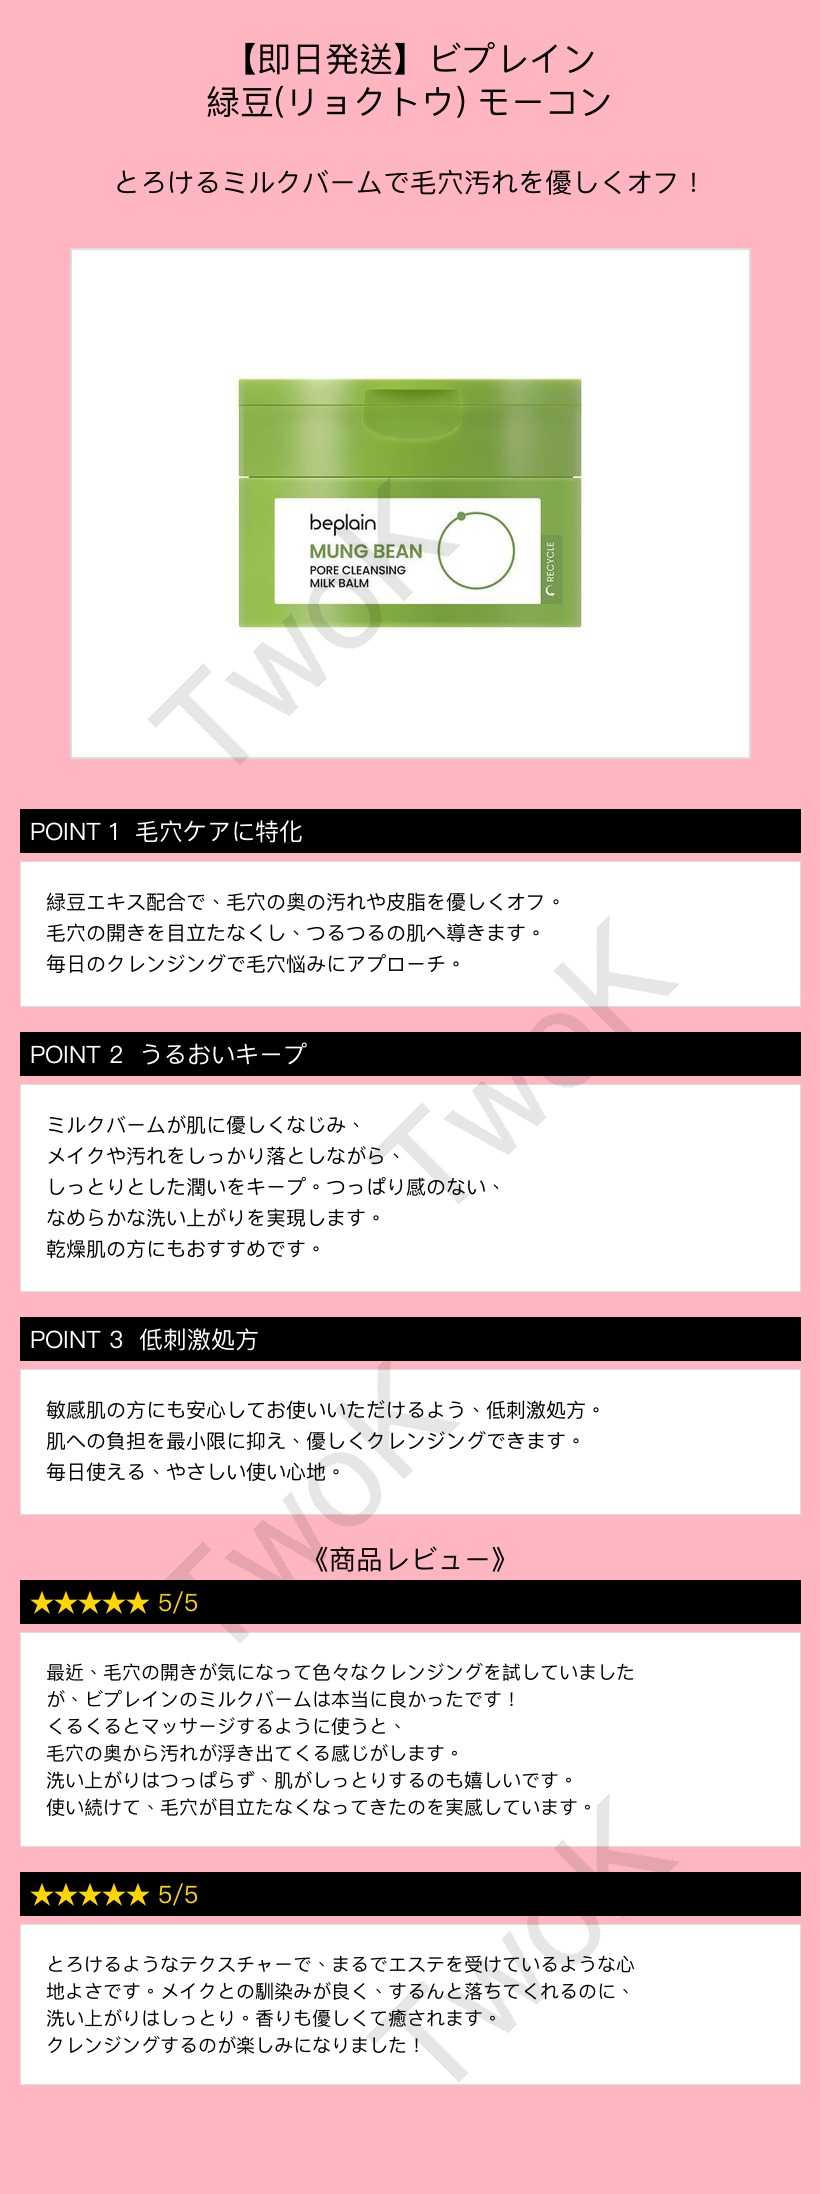 【即日発送】ビプレイン
緑豆(リョクトウ) モーコン
とろけるミルクバームで毛穴汚れを優しくオフ！
beplain
MUNG BEAN
PORE CLEANSING
MILK BALM
RECYCLE
TwoK
POINT 1 毛穴ケアに特化
緑豆エキス配合で、毛穴の奥の汚れや皮脂を優しくオフ。
毛穴の開きを目立たなくし、つるつるの肌へ導きます。
毎日のクレンジングで毛穴悩みにアプローチ。
TwoK
POINT 2 うるおいキープ
ミルクバームが肌に優しくなじみ、
メイクや汚れをしっかり落としながら、
しっとりとした潤いをキープ。つっぱり感のない、
なめらかな洗い上がりを実現します。
乾燥肌の方にもおすすめです。
POINT 3 低刺激処方
敏感肌の方にも安心してお使いいただけるよう、低刺激処方。
肌への負担を最小限に抑え、優しくクレンジングできます。
毎日使える、やさしい使い心地。
TwoK
《商品レビュー》
★★★★★ 5/5
最近、毛穴の開きが気になって色々なクレンジングを試していました
が、ビプレインのミルクバームは本当に良かったです！
くるくるとマッサージするように使うと、
毛穴の奥から汚れが浮き出てくる感じがします。
洗い上がりはつっぱらず、肌がしっとりするのも嬉しいです。
使い続けて、毛穴が目立たなくなってきたのを実感しています。
TwoK
★★★★★ 5/5
とろけるようなテクスチャーで、まるでエステを受けているような心
地よさです。メイクとの馴染みが良く、するんと落ちてくれるのに、
洗い上がりはしっとり。香りも優しくて癒されます。
クレンジングするのが楽しみになりました！